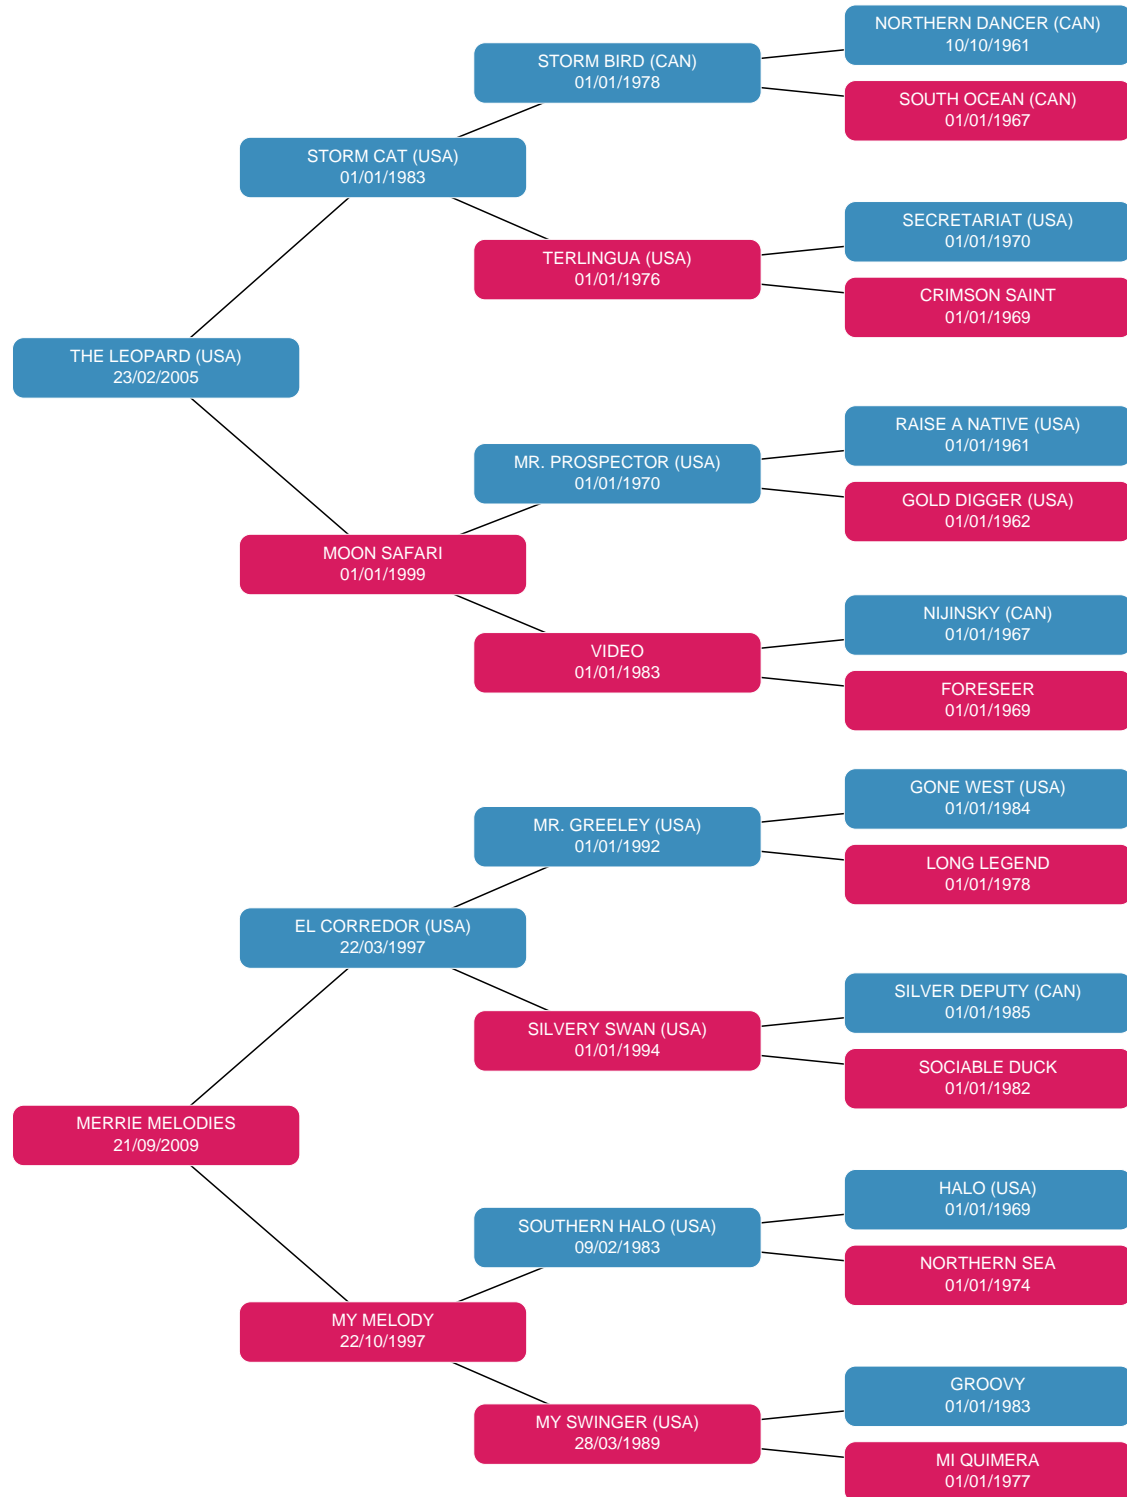 NORTHERN DANCER (CAN)
10/10/1961
STORM BIRD (CAN)
01/01/1978
SOUTH OCEAN (CAN)
01/01/1967
STORM CAT (USA)
01/01/1983
SECRETARIAT (USA)
01/01/1970
TERLINGUA (USA)
01/01/1976
CRIMSON SAINT
01/01/1969
THE LEOPARD (USA)
23/02/2005
RAISE A NATIVE (USA)
01/01/1961
MR. PROSPECTOR (USA)
01/01/1970
GOLD DIGGER (USA)
01/01/1962
MOON SAFARI
01/01/1999
NIJINSKY (CAN)
01/01/1967
VIDEO
01/01/1983
FORESEER
01/01/1969
GONE WEST (USA)
01/01/1984
MR. GREELEY (USA)
01/01/1992
LONG LEGEND
01/01/1978
EL CORREDOR (USA)
22/03/1997
SILVER DEPUTY (CAN)
01/01/1985
SILVERY SWAN (USA)
01/01/1994
SOCIABLE DUCK
01/01/1982
MERRIE MELODIES
21/09/2009
HALO (USA)
01/01/1969
SOUTHERN HALO (USA)
09/02/1983
NORTHERN SEA
01/01/1974
MY MELODY
22/10/1997
GROOVY
01/01/1983
MY SWINGER (USA)
28/03/1989
MI QUIMERA
01/01/1977